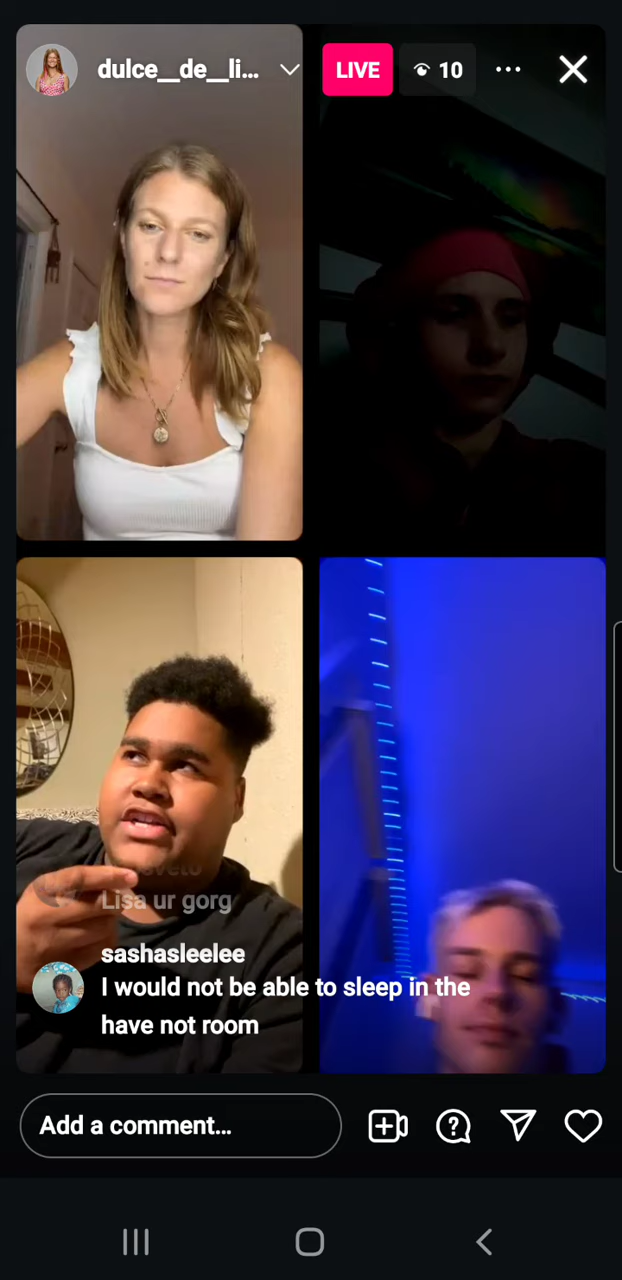 dulce__de__li...
LIVE
10
Lisa ur gorg
sashasleelee
I would not be able to sleep in the
have not room
Add a comment...